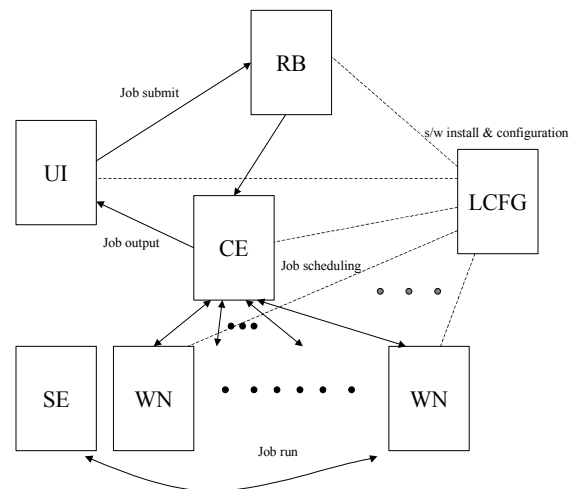 RB
Job submit
s/w install & configuration
UI
LCFG
Job output
CE
Job scheduling
SE
WN
WN
Job run